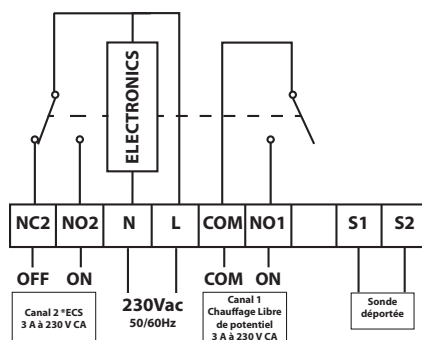 ELECTRONICS
NC2 NO2 N L COM NO1 S1 S2
OFF ON COM ON
230Vac
50/60Hz
Canal 2 *ECS
3 A à 230 V CA
Canal 1
Chauffage Libre
de potentiel
3 A à 230 V CA
Sonde
déportée